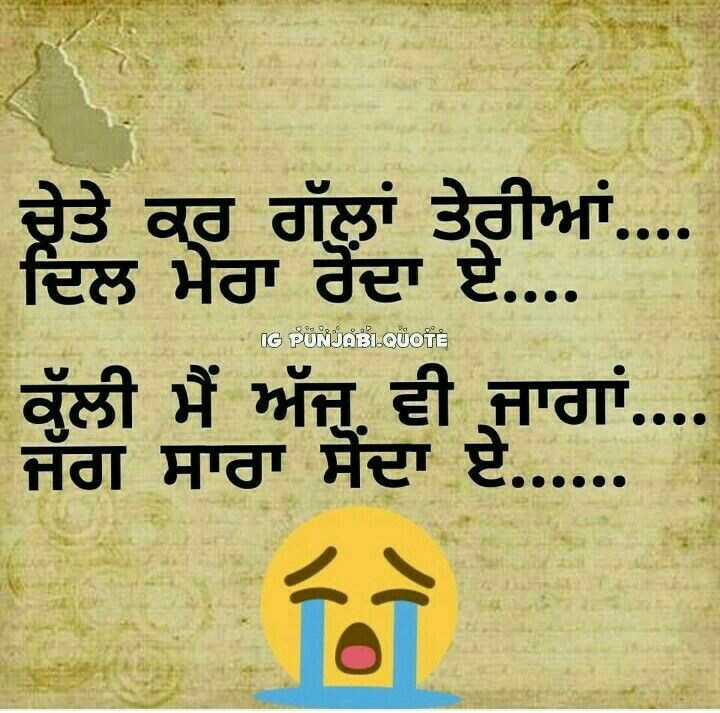 ਚੇਤੇ ਕਰ ਗੱਲਾਂ ਤੇਰੀਆਂ....
ਦਿਲ ਮੇਰਾ ਰੋਂਦਾ ਏ....
IG PUNJABI.QUOTE
ਕੱਲੀ ਮੈਂ ਅੱਜ ਵੀ ਜਾਗਾਂ....
ਜੱਗ ਸਾਰਾ ਸੋਂਦਾ ਏ......